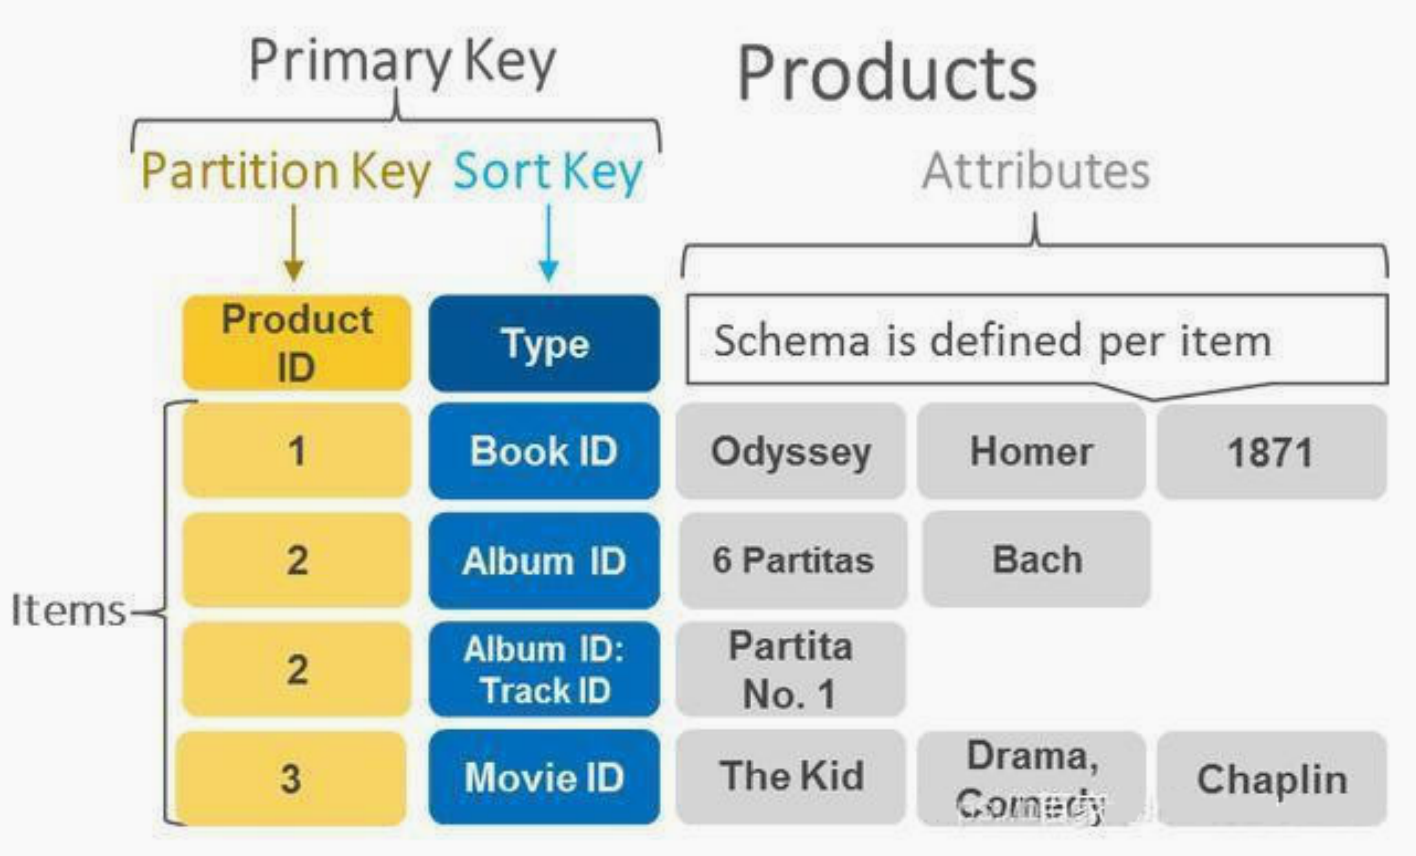 Primary Key
Products
Partition Key Sort Key
Attributes
Product
ID
Type
Schema is defined per item
1
Book ID
Odyssey
Homer
1871
2
Album ID
6 Partitas
Bach
Items
2
Album ID:
Track ID
Partita
No. 1
3
Movie ID
The Kid
Drama,
Comedy
Chaplin